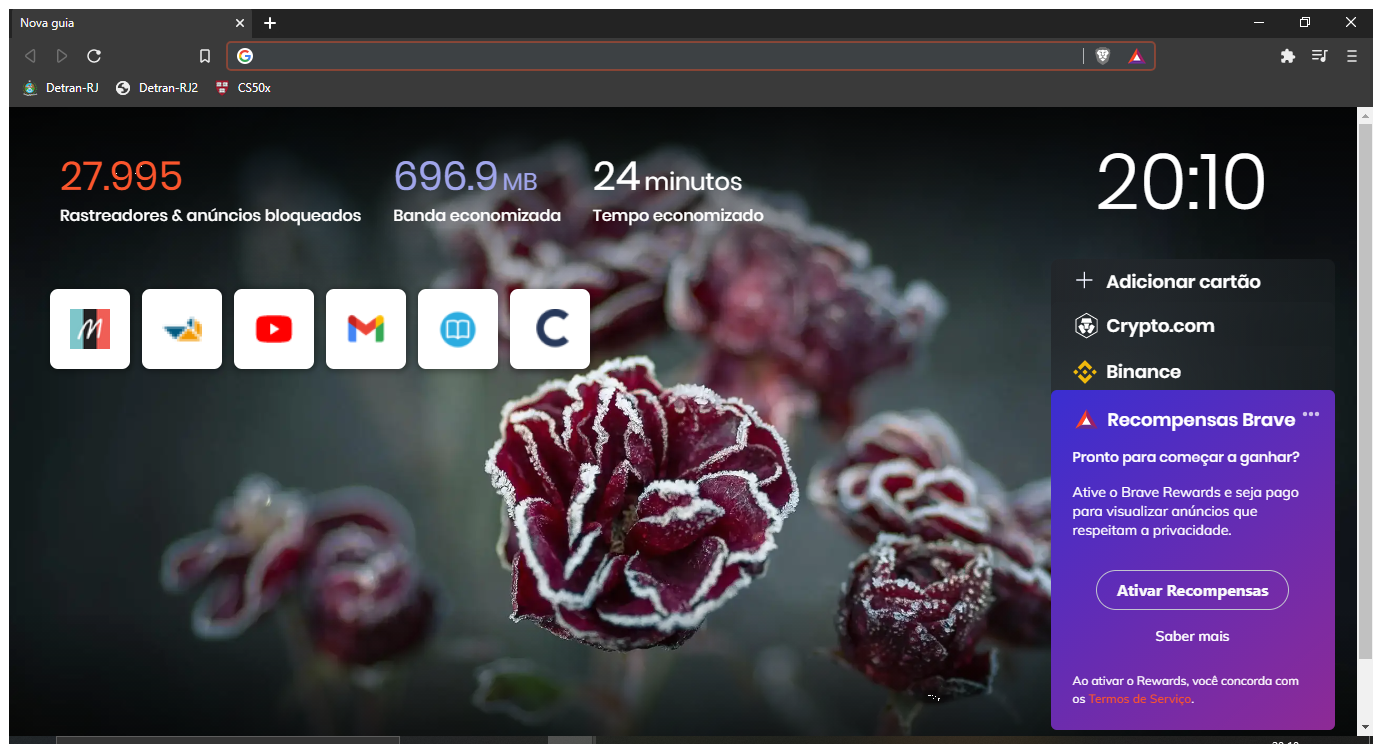 Nova guia
Detran-RJ Detran-RJ2 CS50x
27.995 696.9 MB 24 minutos
Rastreadores & anúncios bloqueados Banda economizada Tempo economizado
20:10
Adicionar cartão
Crypto.com
Binance
Recompensas Brave
Pronto para começar a ganhar?
Ative o Brave Rewards e seja pago
para visualizar anúncios que
respeitam a privacidade.
Ativar Recompensas
Saber mais
Ao ativar o Rewards, você concorda com
os Termos de Serviço.